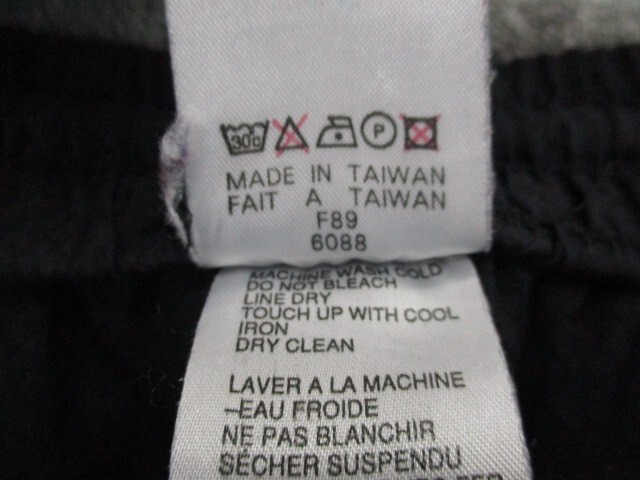 30°
P
MADE IN TAIWAN
FAIT A TAIWAN
F89
6088
MACHINE WASH COLD
DO NOT BLEACH
LINE DRY
TOUCH UP WITH COOL
IRON
DRY CLEAN
LAVER A LA MACHINE
-EAU FROIDE
NE PAS BLANCHIR
SÉCHER SUSPENDU